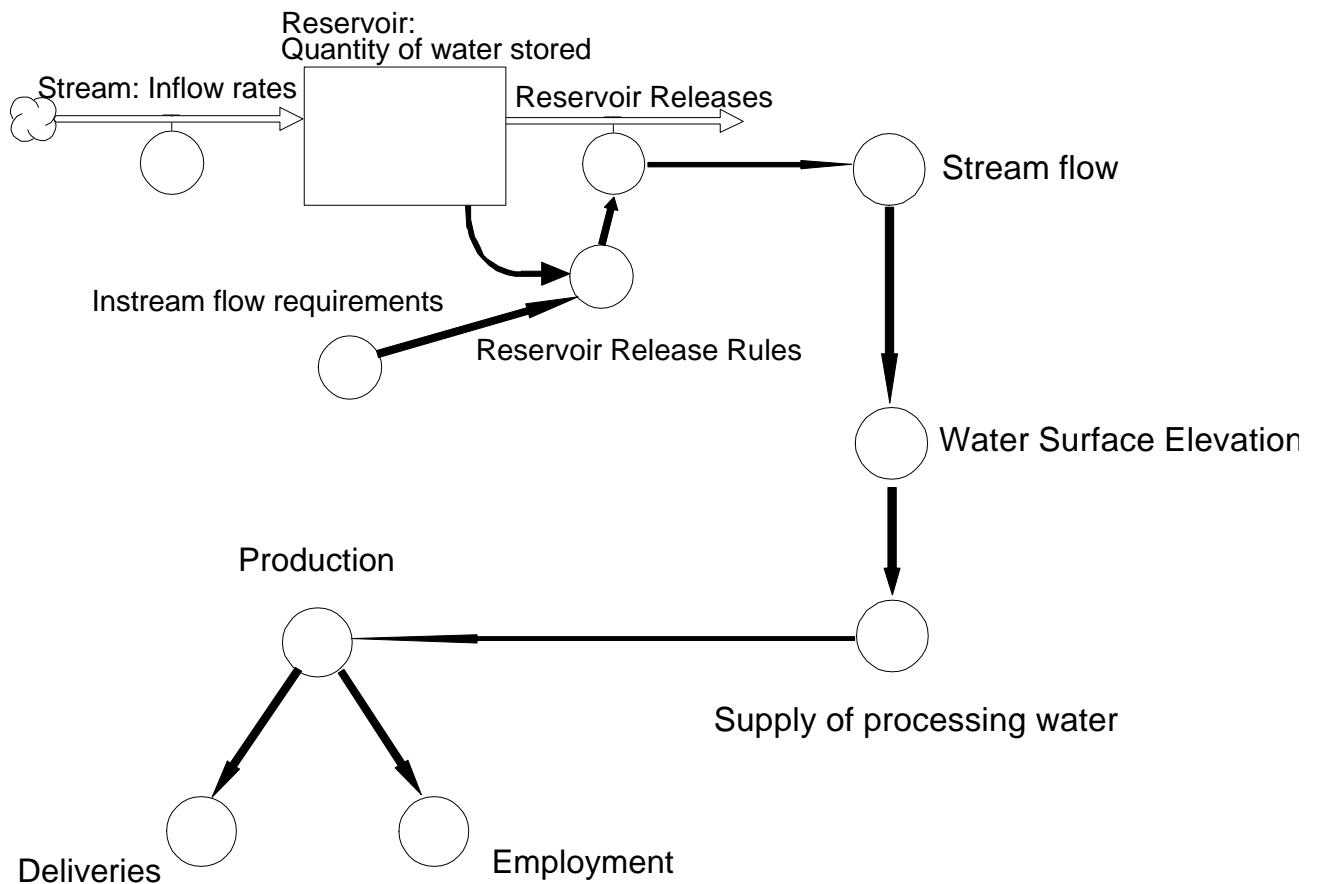 Reservoir:
Quantity of water stored
Stream: Inflow rates
Reservoir Releases
Stream flow
Instream flow requirements
Reservoir Release Rules
Water Surface Elevation
Production
Supply of processing water
Deliveries
Employment